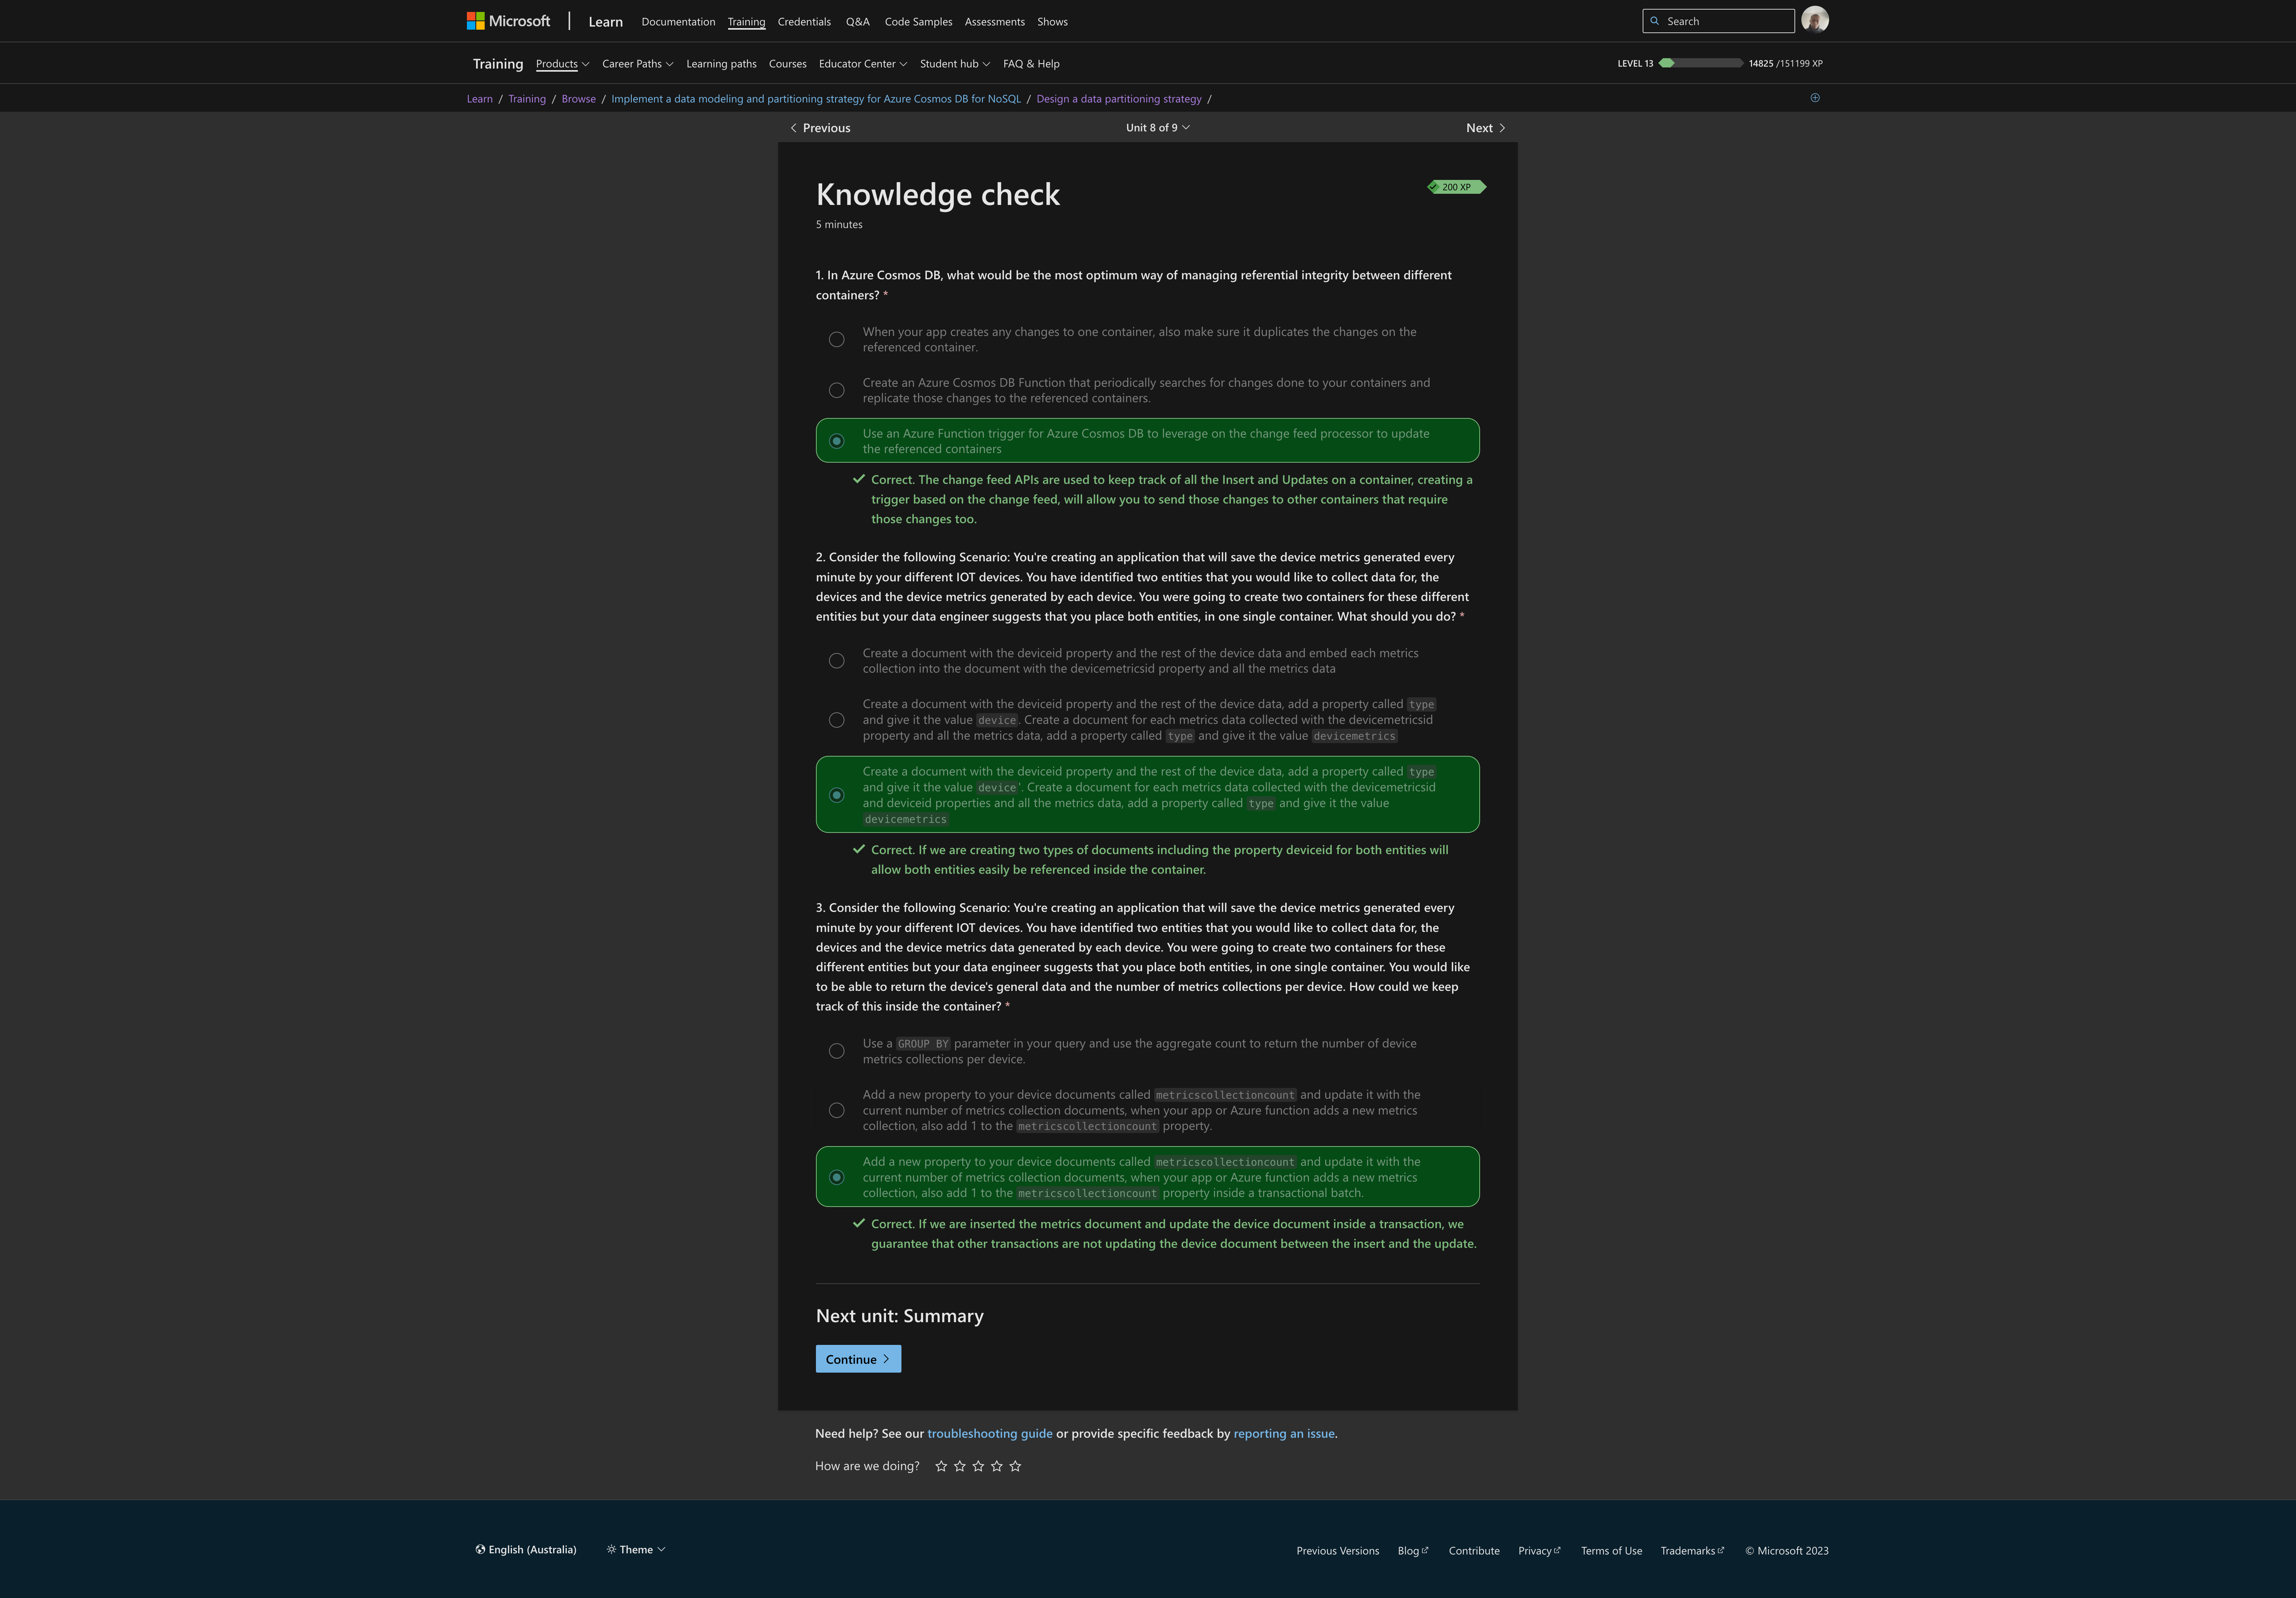 Microsoft Learn Documentation Training Credentials Q&A Code Samples Assessments Shows Search
Training Products Career Paths Learning paths Courses Educator Center Student hub FAQ & Help LEVEL 13 14825 /151199 XP
Learn / Training / Browse / Implement a data modeling and partitioning strategy for Azure Cosmos DB for NoSQL / Design a data partitioning strategy /
Previous Unit 8 of 9 Next
Knowledge check 200 XP
5 minutes
1. In Azure Cosmos DB, what would be the most optimum way of managing referential integrity between different
containers? *
When your app creates any changes to one container, also make sure it duplicates the changes on the
referenced container.
Create an Azure Cosmos DB Function that periodically searches for changes done to your containers and
replicate those changes to the referenced containers.
Use an Azure Function trigger for Azure Cosmos DB to leverage on the change feed processor to update
the referenced containers
Correct. The change feed APIs are used to keep track of all the Insert and Updates on a container, creating a
trigger based on the change feed, will allow you to send those changes to other containers that require
those changes too.
2. Consider the following Scenario: You're creating an application that will save the device metrics generated every
minute by your different IOT devices. You have identified two entities that you would like to collect data for, the
devices and the device metrics generated by each device. You were going to create two containers for these different
entities but your data engineer suggests that you place both entities, in one single container. What should you do? *
Create a document with the deviceid property and the rest of the device data and embed each metrics
collection into the document with the devicemetricsid property and all the metrics data
Create a document with the deviceid property and the rest of the device data, add a property called type
and give it the value device. Create a document for each metrics data collected with the devicemetricsid
property and all the metrics data, add a property called type and give it the value devicemetrics
Create a document with the deviceid property and the rest of the device data, add a property called type
and give it the value device'. Create a document for each metrics data collected with the devicemetricsid
and deviceid properties and all the metrics data, add a property called type and give it the value
devicemetrics
Correct. If we are creating two types of documents including the property deviceid for both entities will
allow both entities easily be referenced inside the container.
3. Consider the following Scenario: You're creating an application that will save the device metrics generated every
minute by your different IOT devices. You have identified two entities that you would like to collect data for, the
devices and the device metrics data generated by each device. You were going to create two containers for these
different entities but your data engineer suggests that you place both entities, in one single container. You would like
to be able to return the device's general data and the number of metrics collections per device. How could we keep
track of this inside the container? *
Use a GROUP BY parameter in your query and use the aggregate count to return the number of device
metrics collections per device.
Add a new property to your device documents called metricscollectioncount and update it with the
current number of metrics collection documents, when your app or Azure function adds a new metrics
collection, also add 1 to the metricscollectioncount property.
Add a new property to your device documents called metricscollectioncount and update it with the
current number of metrics collection documents, when your app or Azure function adds a new metrics
collection, also add 1 to the metricscollectioncount property inside a transactional batch.
Correct. If we are inserted the metrics document and update the device document inside a transaction, we
guarantee that other transactions are not updating the device document between the insert and the update.
Next unit: Summary
Continue
Need help? See our troubleshooting guide or provide specific feedback by reporting an issue.
How are we doing?
English (Australia) Theme Previous Versions Blog Contribute Privacy Terms of Use Trademarks © Microsoft 2023